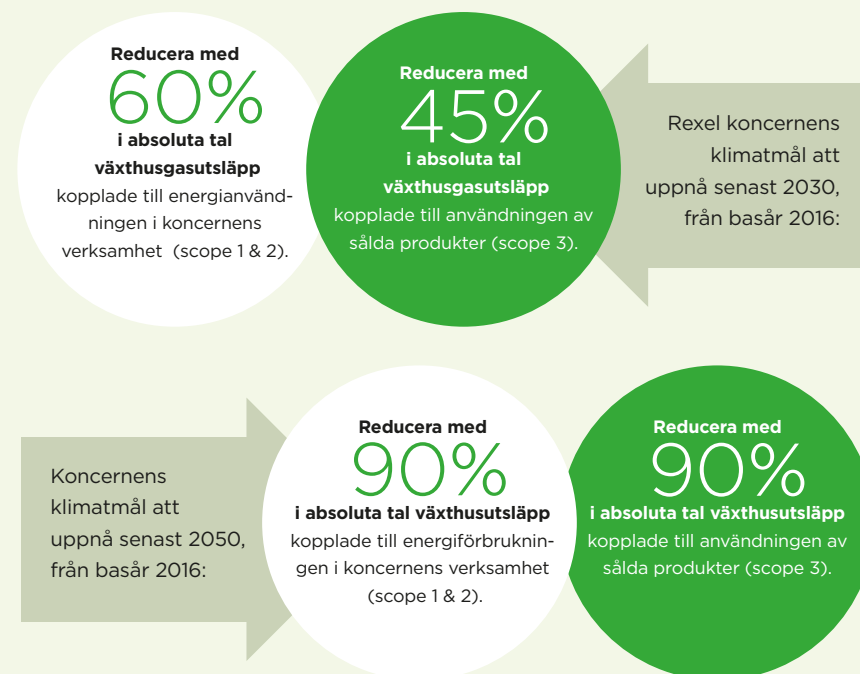 Reducera med
60%
i absoluta tal
växthusgasutsläpp
kopplade till energianvänd-
ningen i koncernens
verksamhet (scope 1 & 2).
Reducera med
45%
i absoluta tal
växthusgasutsläpp
kopplade till användningen av
sålda produkter (scope 3).
Rexel koncernens
klimatmål att
uppnå senast 2030,
från basår 2016:
Koncernens
klimatmål att
uppnå senast 2050,
från basår 2016:
Reducera med
90%
i absoluta tal växthusutsläpp
kopplade till energiförbruknin-
gen i koncernens verksamhet
(scope 1 & 2).
Reducera med
90%
i absoluta tal växthusutsläpp
kopplade till användningen av
sålda produkter (scope 3).